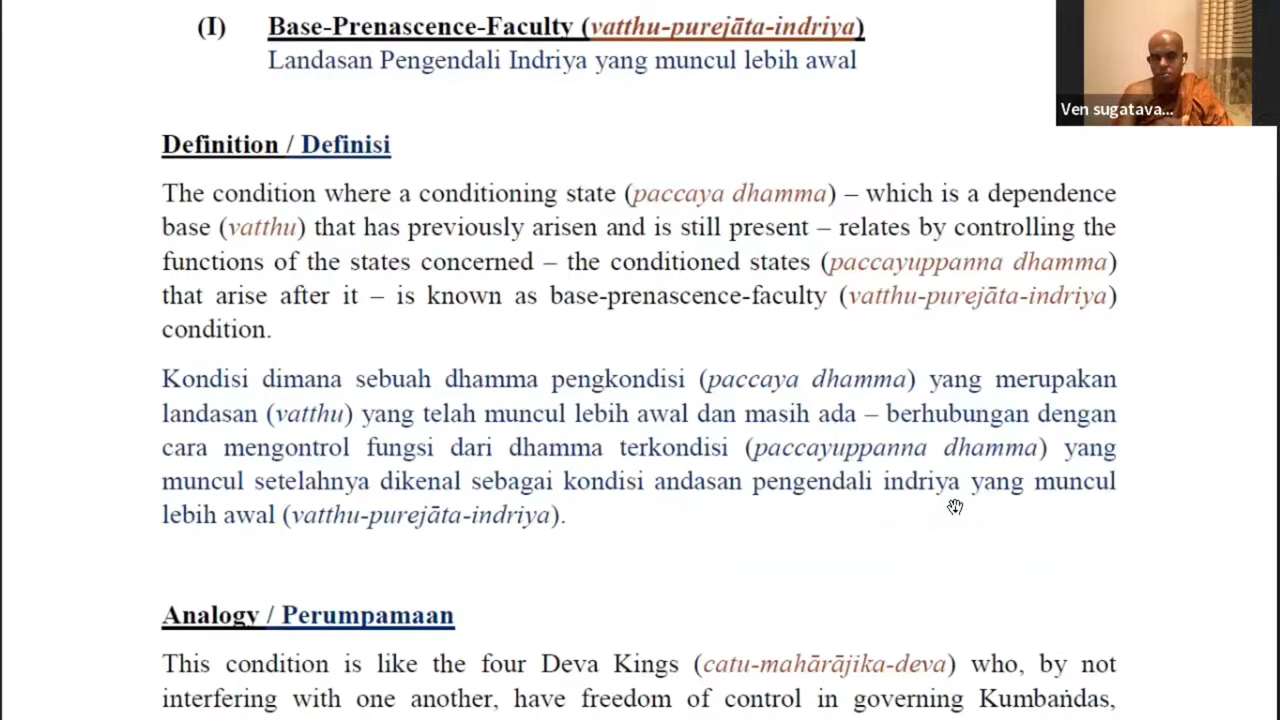 (I) Base-Prenascence-Faculty (vatthu-purejāta-indriya)
Landasan Pengendali Indriya yang muncul lebih awal
Ven sugatava...
Definition / Definisi
The condition where a conditioning state (paccaya dhamma) – which is a dependence
base (vatthu) that has previously arisen and is still present – relates by controlling the
functions of the states concerned – the conditioned states (paccayuppanna dhamma)
that arise after it – is known as base-prenascence-faculty (vatthu-purejāta-indriya)
condition.
Kondisi dimana sebuah dhamma pengkondisi (paccaya dhamma) yang merupakan
landasan (vatthu) yang telah muncul lebih awal dan masih ada – berhubungan dengan
cara mengontrol fungsi dari dhamma terkondisi (paccayuppanna dhamma) yang
muncul setelahnya dikenal sebagai kondisi andasan pengendali indriya yang muncul
lebih awal (vatthu-purejāta-indriya).
Analogy / Perumpamaan
This condition is like the four Deva Kings (catu-mahārājika-deva) who, by not
interfering with one another, have freedom of control in governing Kumbaṅdas,